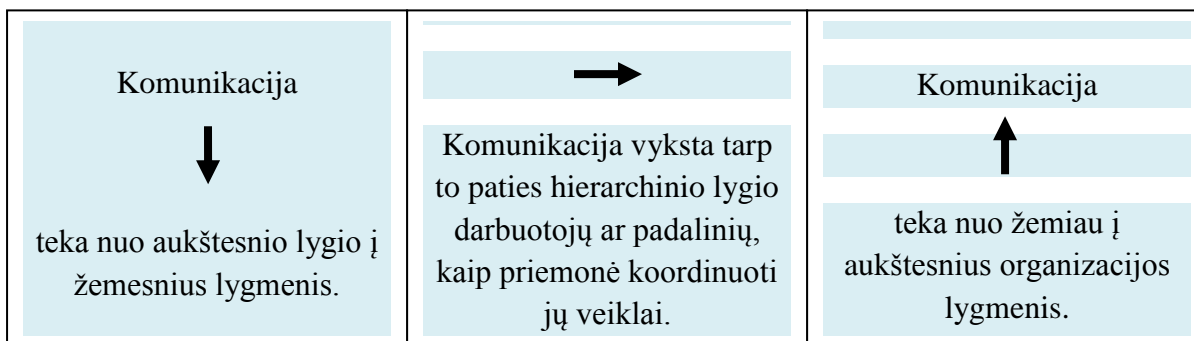 Komunikacija
teka nuo aukštesnio lygio į
žemesnius lygmenis.
Komunikacija vyksta tarp
to paties hierarchinio lygio
darbuotojų ar padalinių,
kaip priemonė koordinuoti
jų veiklai.
Komunikacija
teka nuo žemiau į
aukštesnius organizacijos
lygmenis.